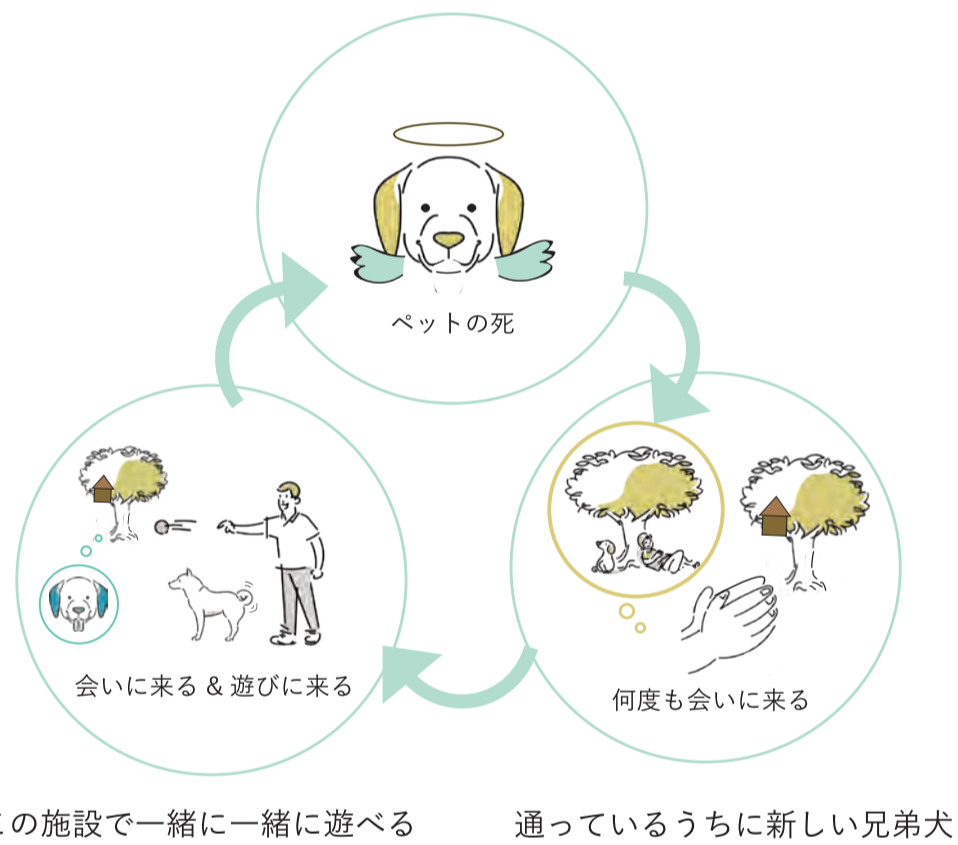 ペットの死
会いに来る & 遊びに来る
何度も会いに来る
の施設で一緒に一緒に遊べる
通っているうちに新しい兄弟犬